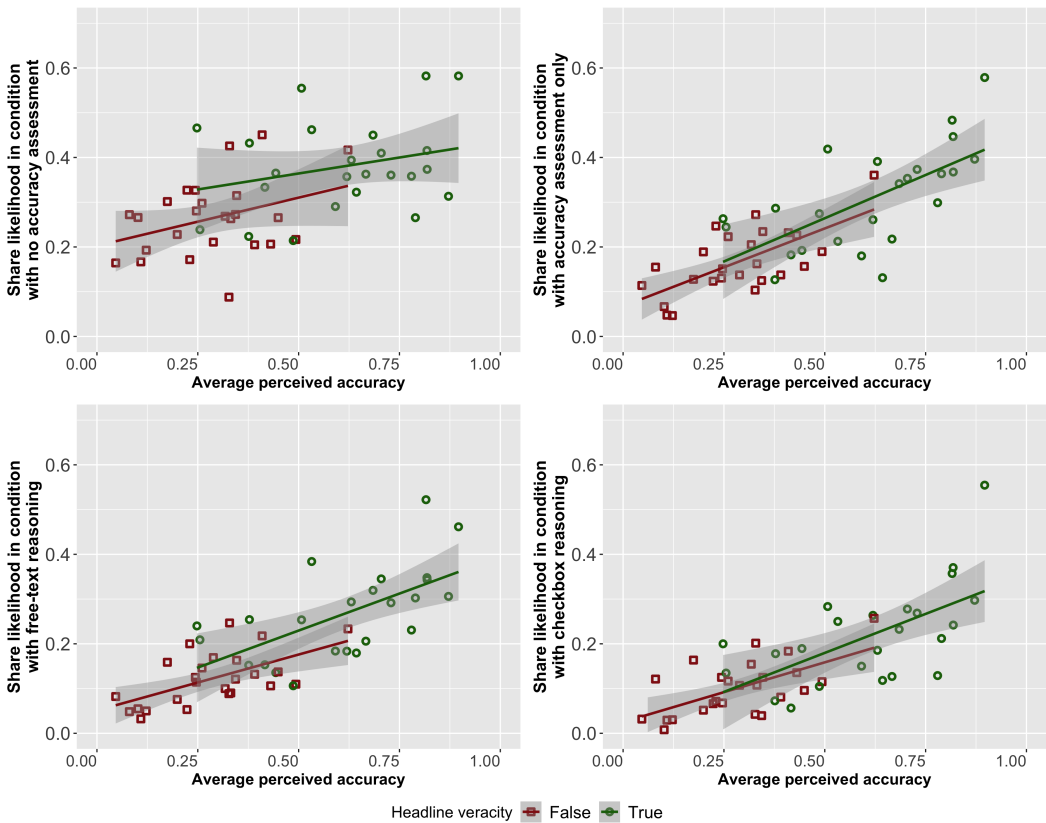 Share likelihood in condition
with no accuracy assessment
0.6
0.4
0.2
0.0
0.00 0.25 0.50 0.75 1.00
Average perceived accuracy
Share likelihood in condition
with accuracy assessment only
0.6
0.4
0.2
0.0
0.00 0.25 0.50 0.75 1.00
Average perceived accuracy
Share likelihood in condition
with free-text reasoning
0.6
0.4
0.2
0.0
0.00 0.25 0.50 0.75 1.00
Average perceived accuracy
Share likelihood in condition
with checkbox reasoning
0.6
0.4
0.2
0.0
0.00 0.25 0.50 0.75 1.00
Average perceived accuracy
Headline veracity False True